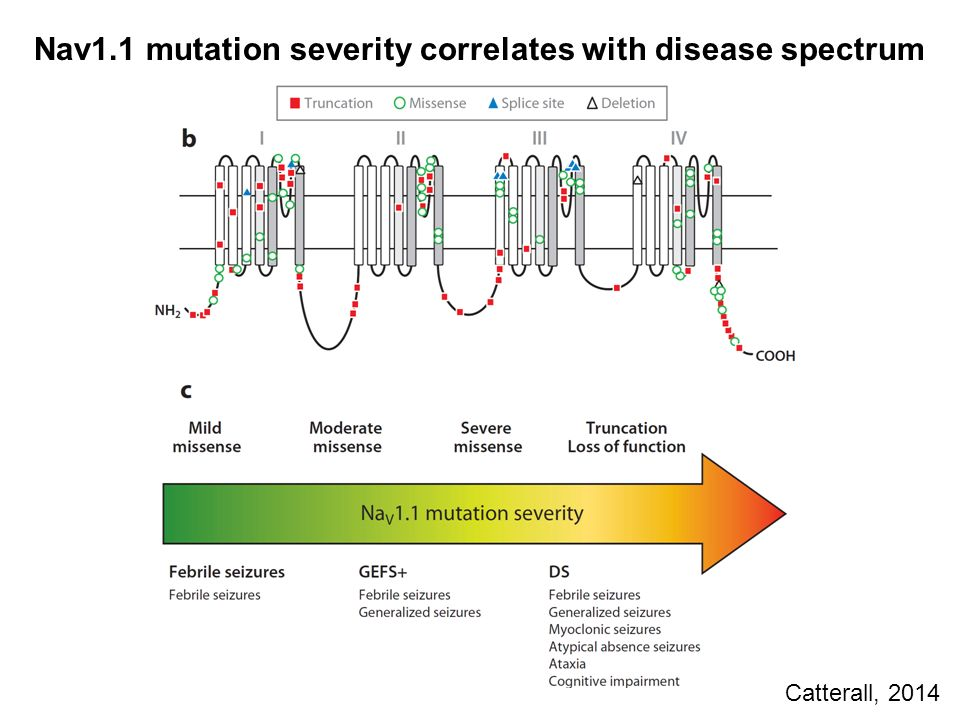 Nav1.1 mutation severity correlates with disease spectrum
Truncation Missense Splice site Deletion
b
I II III IV
NH2
COOH
c
Mild missense
Moderate missense
Severe missense
Truncation Loss of function
NaV1.1 mutation severity
Febrile seizures
Febrile seizures
GEFS+
Febrile seizures
Generalized seizures
DS
Febrile seizures
Generalized seizures
Myoclonic seizures
Atypical absence seizures
Ataxia
Cognitive impairment
Catterall, 2014